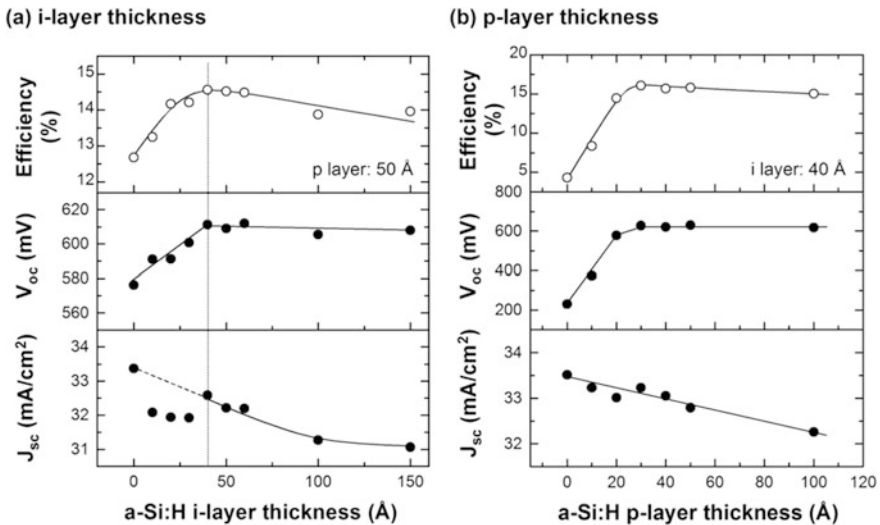 (a) i-layer thickness
Efficiency
(%)
15
14
13
12
p layer: 50 Å
Voc (mV)
620
600
580
560
Jsc (mA/cm2)
34
33
32
31
0 50 100 150
a-Si:H i-layer thickness (Å)
(b) p-layer thickness
Efficiency
(%)
20
15
10
5
i layer: 40 Å
Voc (mV)
800
600
400
200
Jsc (mA/cm2)
34
33
32
0 20 40 60 80 100 120
a-Si:H p-layer thickness (Å)